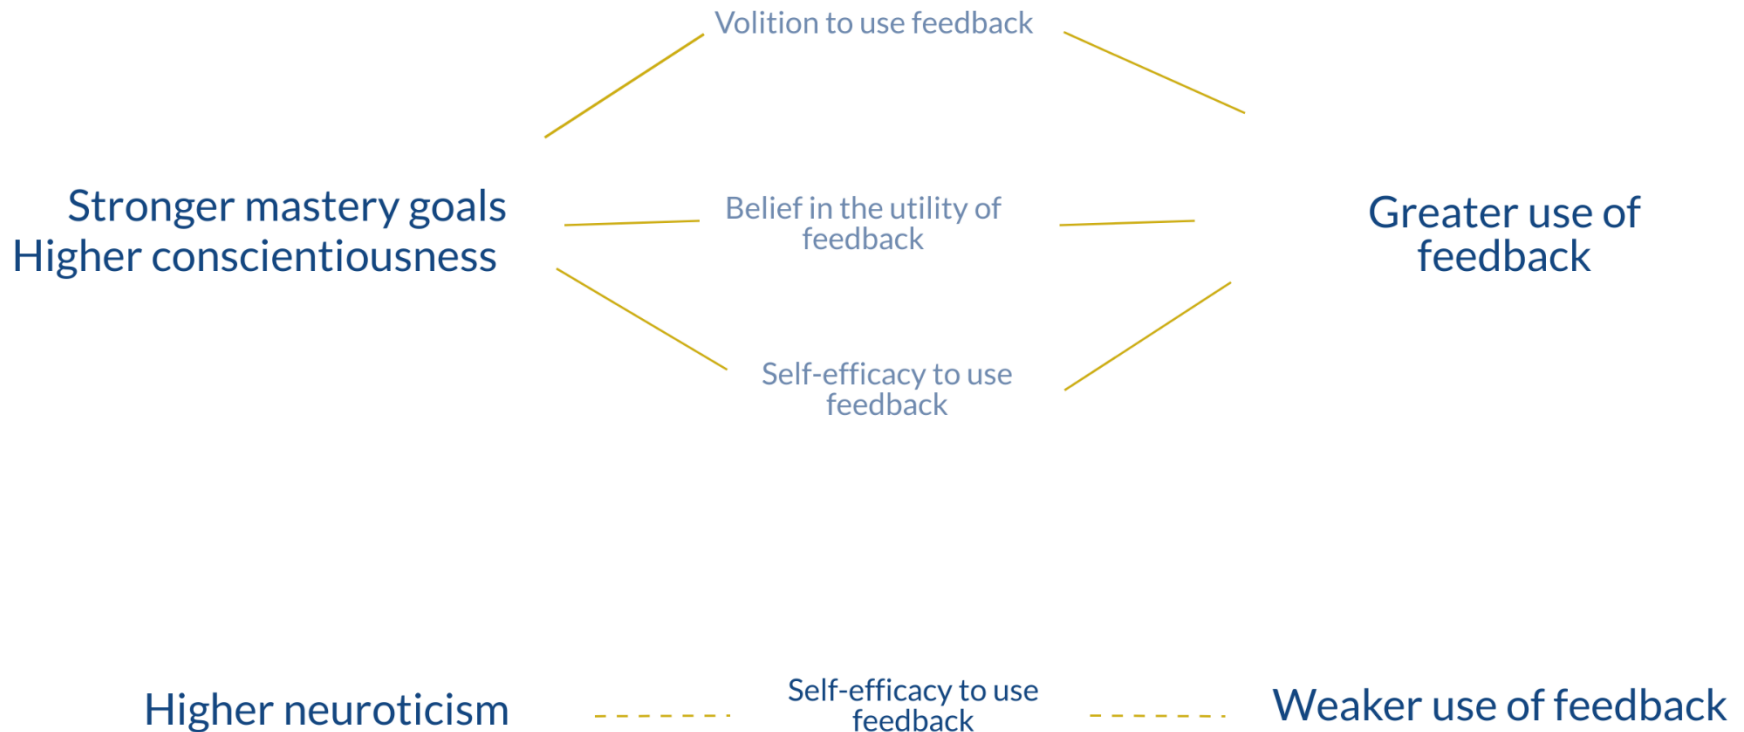 Volition to use feedback
Stronger mastery goals
Higher conscientiousness
Belief in the utility of
feedback
Greater use of
feedback
Self-efficacy to use
feedback
Higher neuroticism
Self-efficacy to use
feedback
Weaker use of feedback